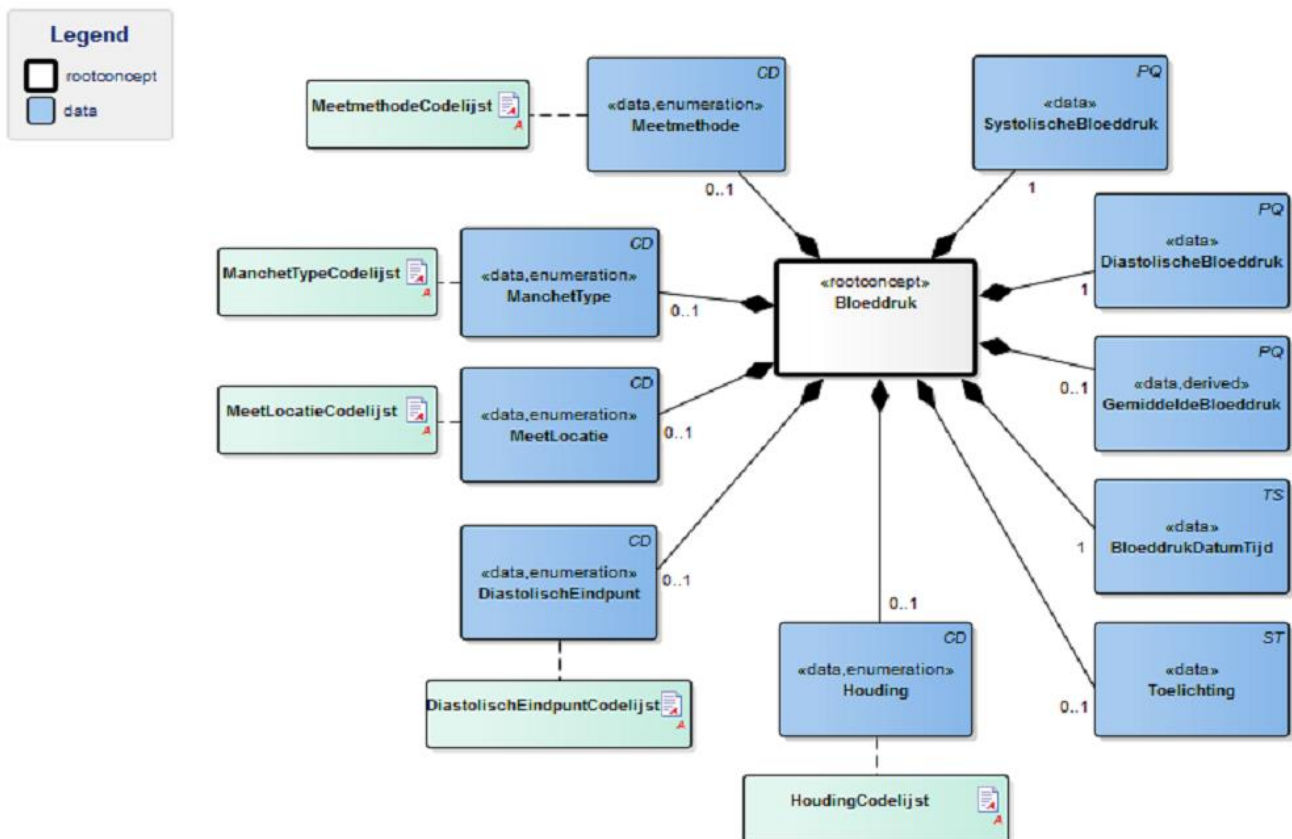 Legend
rootconcept
data
MeetmethodeCodelijst
A
CD
«data,enumeration»
Meetmethode
0..1
PQ
«data»
SystolischeBloeddruk
1
PQ
«data»
DiastolischeBloeddruk
1
ManchetTypeCodelijst
A
CD
«data,enumeration»
ManchetType
0..1
«rootconcept»
Bloeddruk
PQ
«data,derived»
GemiddeldeBloeddruk
0..1
MeetLocatieCodelijst
A
CD
«data,enumeration»
MeetLocatie
0..1
TS
«data»
BloeddrukDatumTijd
1
CD
«data,enumeration»
DiastolischEindpunt
0..1
DiastolischEindpuntCodelijst
A
0..1
CD
«data,enumeration»
Houding
ST
«data»
Toelichting
0..1
HoudingCodelijst
A